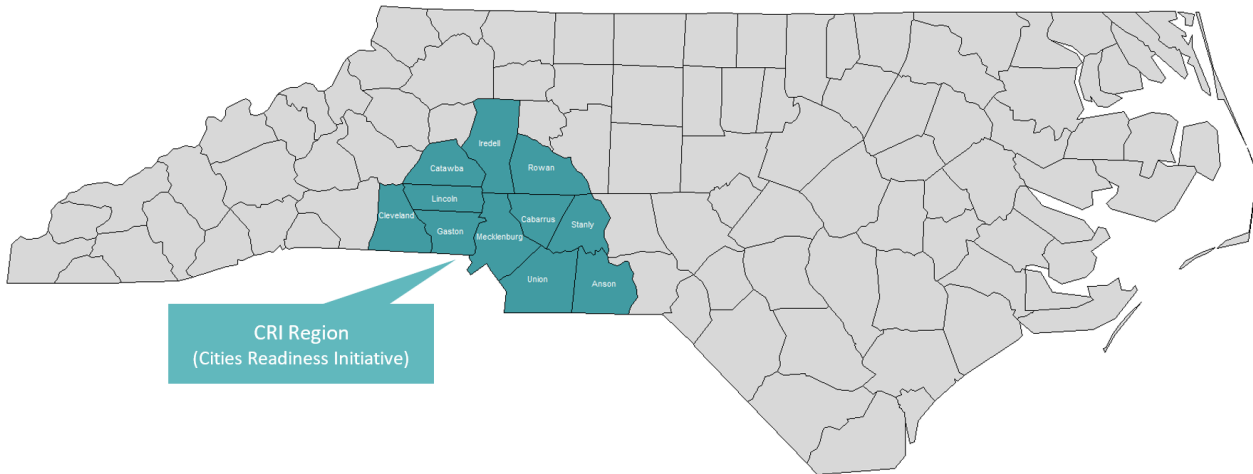 Iredell
Catawba
Rowan
Lincoln
Cleveland
Cabarrus
Stanly
Gaston
Mecklenburg
Union
Anson
CRI Region
(Cities Readiness Initiative)